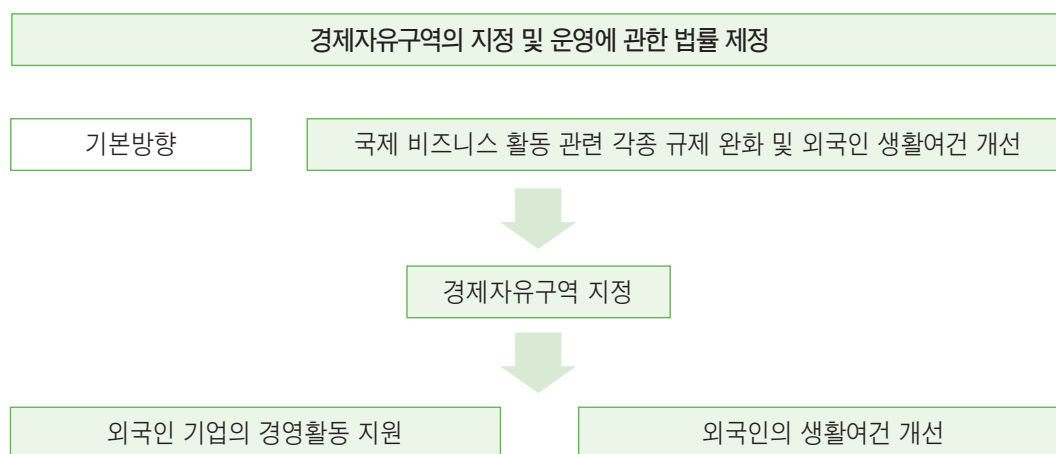 경제자유구역의 지정 및 운영에 관한 법률 제정
기본방향
국제 비즈니스 활동 관련 각종 규제 완화 및 외국인 생활여건 개선
경제자유구역 지정
외국인 기업의 경영활동 지원
외국인의 생활여건 개선